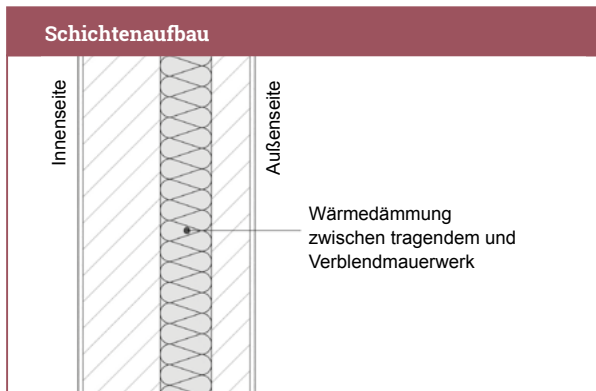 Schichtenaufbau
Innenseite
Außenseite
Wärmedämmung
zwischen tragendem und
Verblendmauerwerk